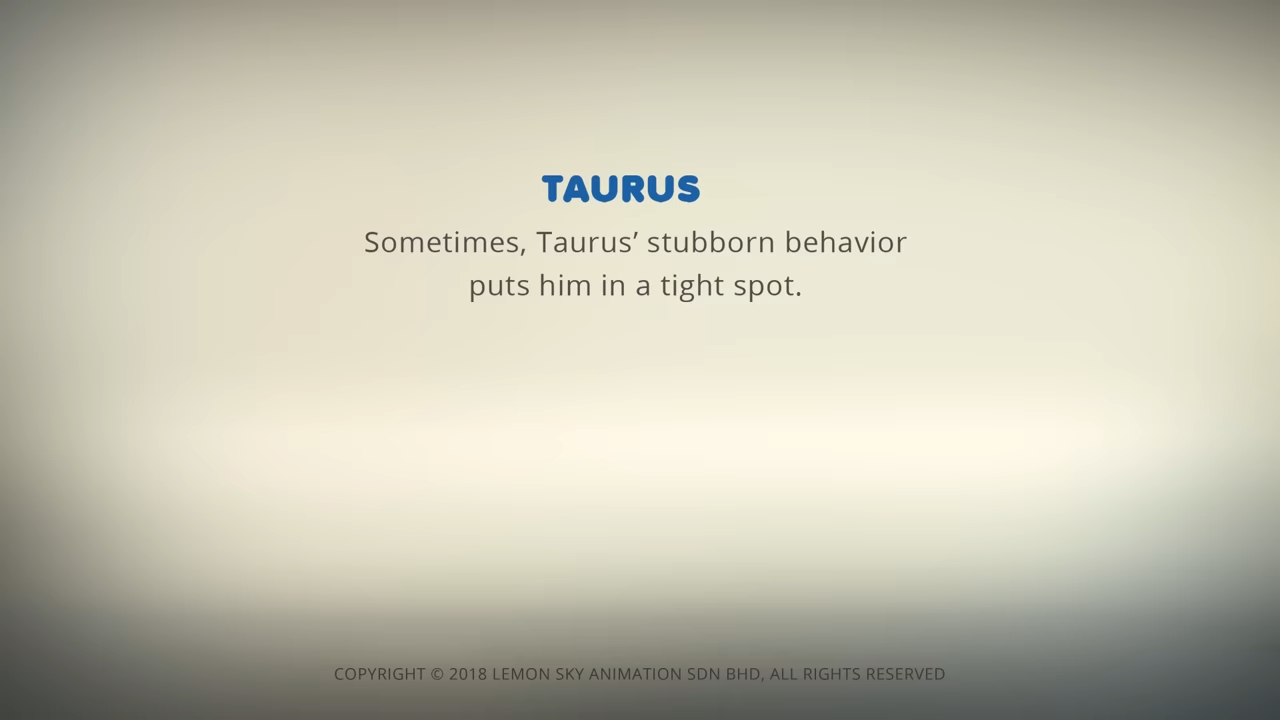 TAURUS
Sometimes, Taurus’ stubborn behavior
puts him in a tight spot.
COPYRIGHT © 2018 LEMON SKY ANIMATION SDN BHD, ALL RIGHTS RESERVED